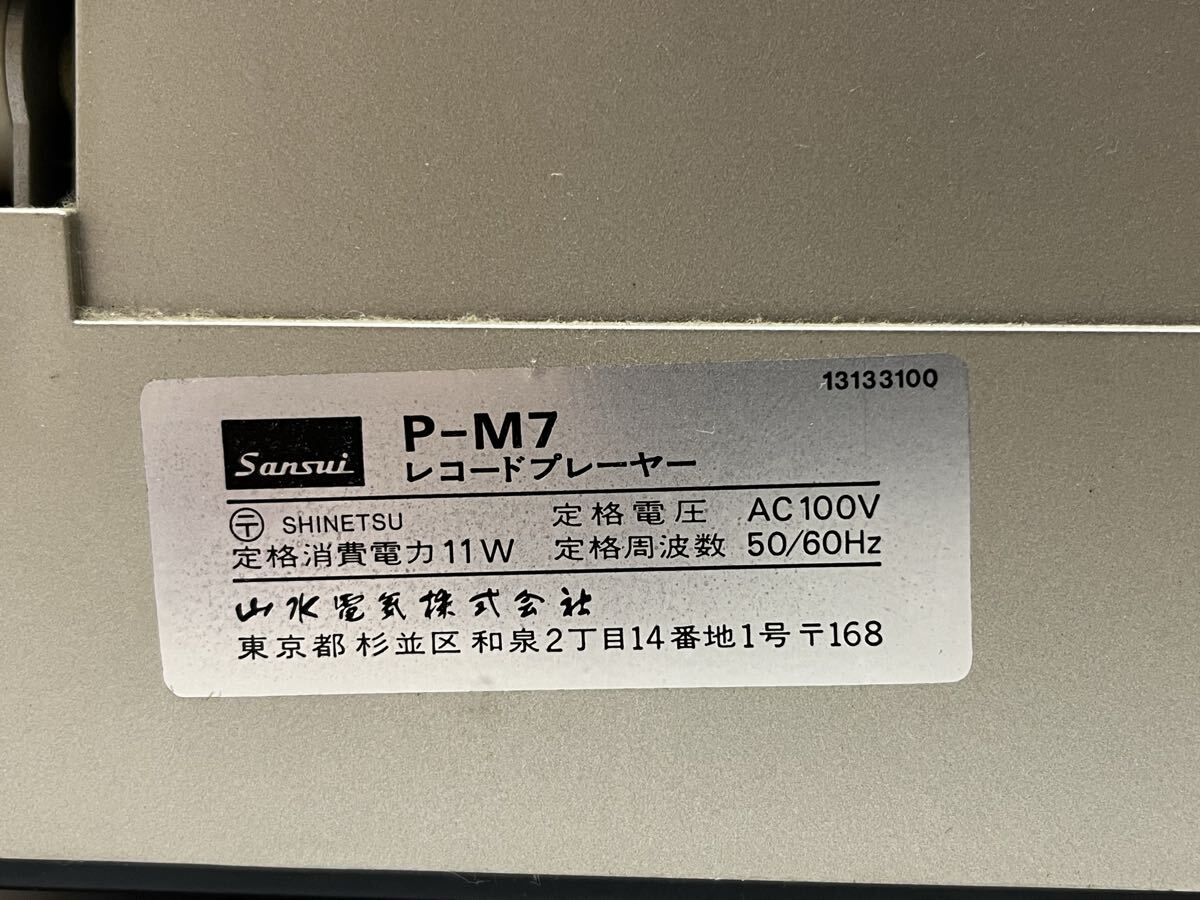 13133100
Sansui
P-M7
レコードプレーヤー
〶 SHINETSU 定格電圧 AC100V
定格消費電力 11W 定格周波数 50/60Hz
山水電気株式会社
東京都杉並区和泉2丁目14番地1号〒168